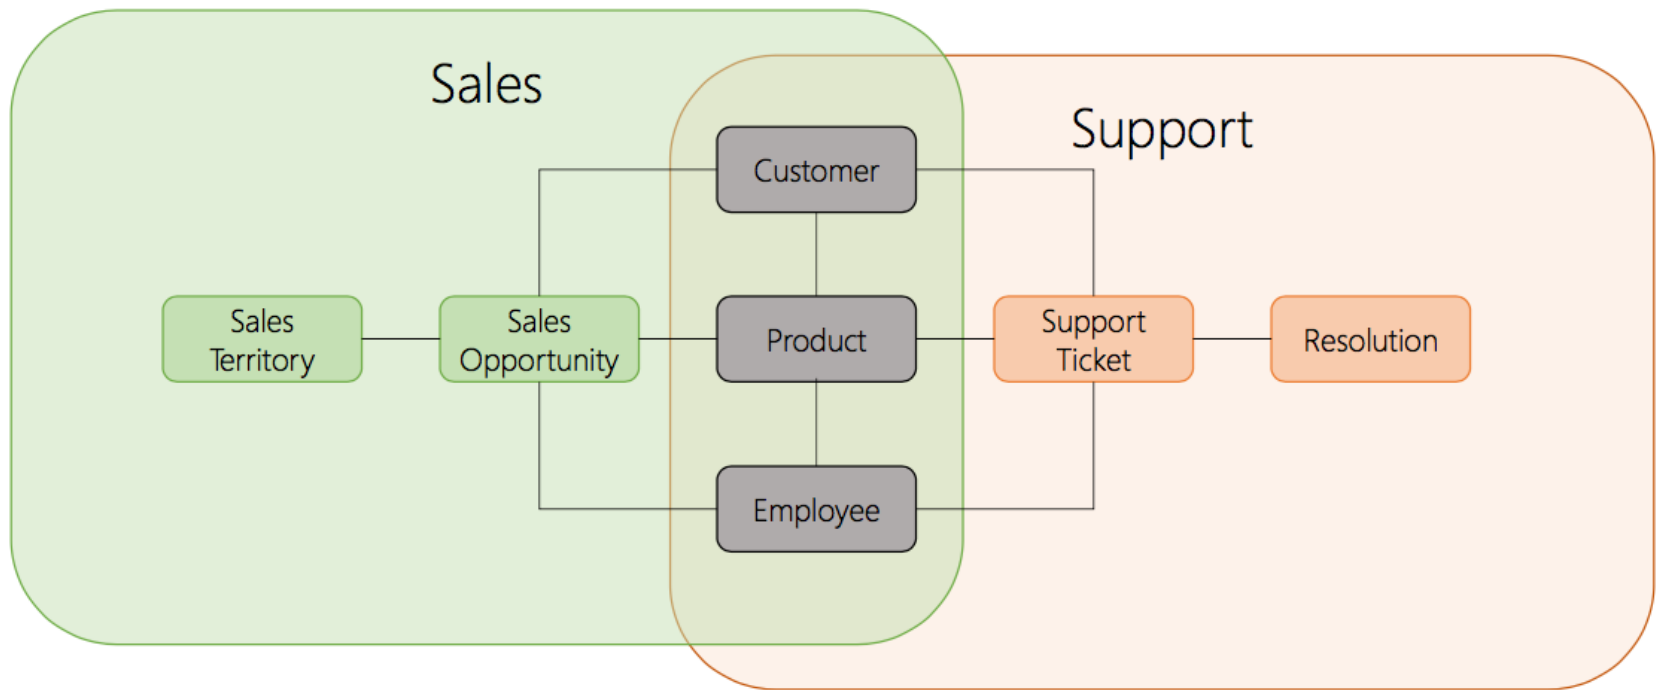 Sales
Support
Customer
Sales
Territory
Sales
Opportunity
Product
Support
Ticket
Resolution
Employee